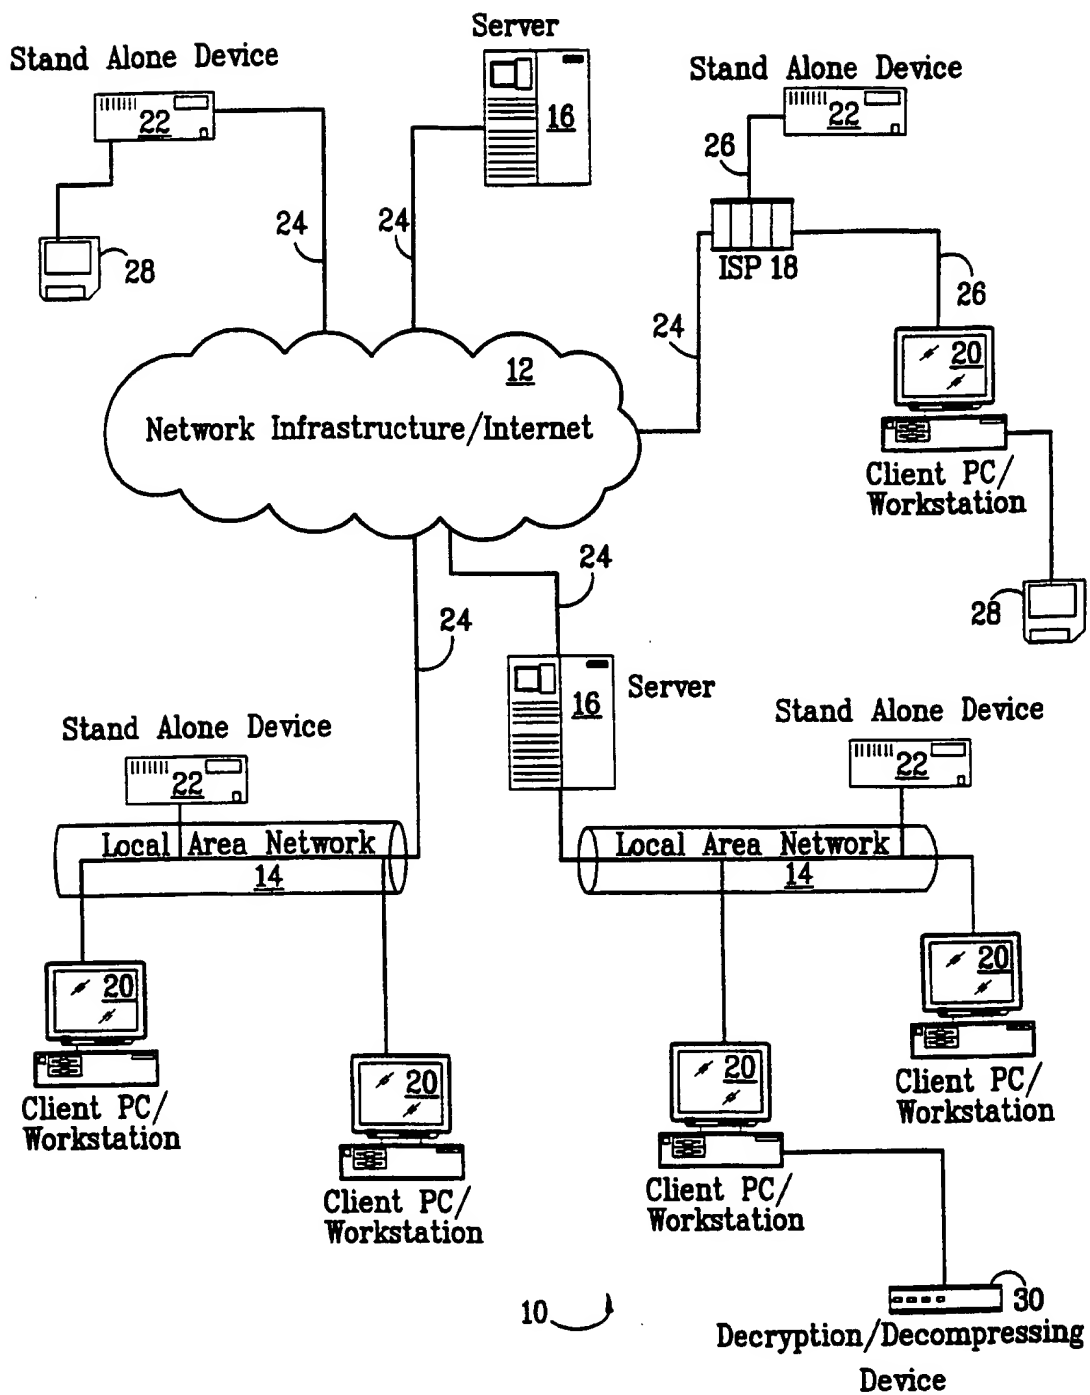 Server
Stand Alone Device
Stand Alone Device
22
16
22
26
24
24
28
ISP 18
26
24
12
20
Network Infrastructure/Internet
Client PC/
Workstation
24
28
24
16
Server
Stand Alone Device
Stand Alone Device
22
22
Local Area Network
14
Local Area Network
14
20
20
20
20
Client PC/
Workstation
Client PC/
Workstation
Client PC/
Workstation
Client PC/
Workstation
10
30
Decryption/Decompressing
Device